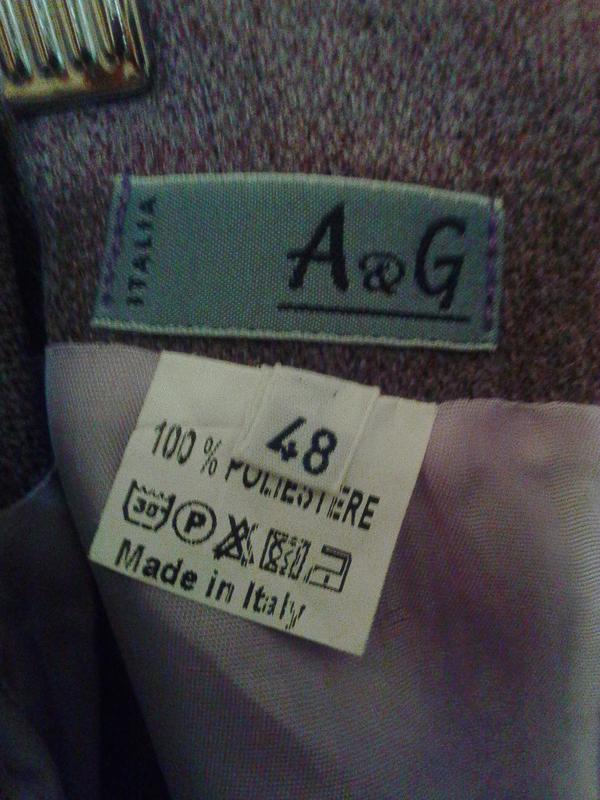 ITALIA
A&G
48
100 % POLIESTERE
30° P
Made in Italy